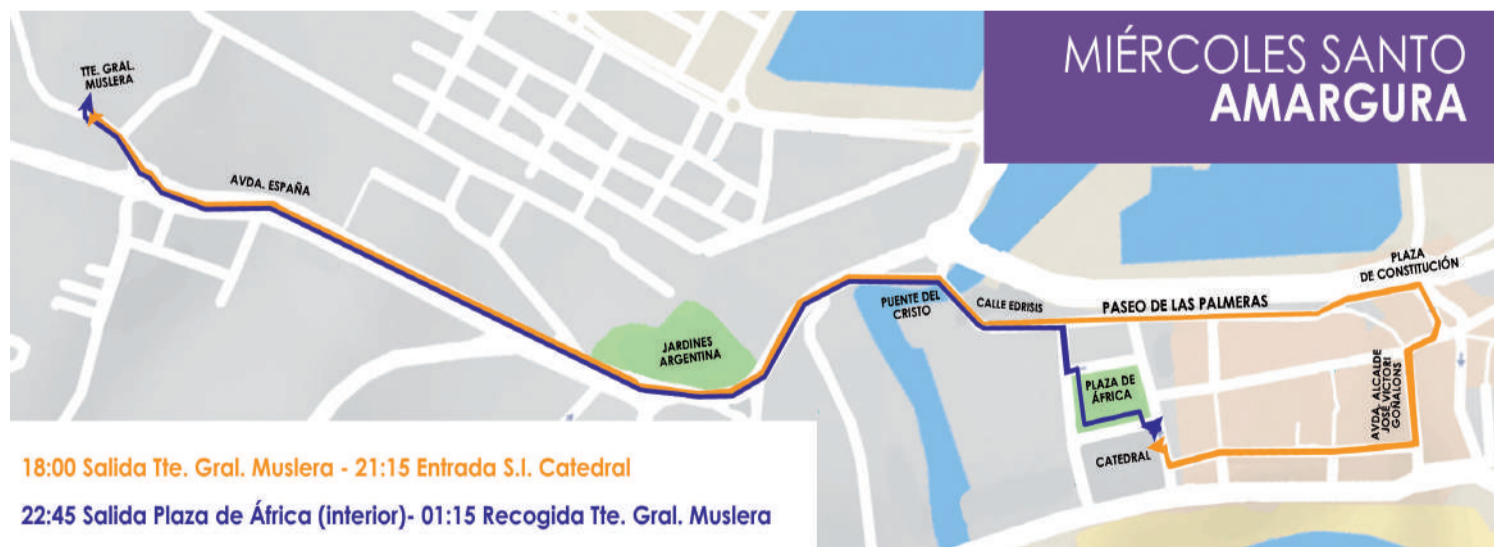 MIÉRCOLES SANTO
AMARGURA
TTE. GRAL.
MUSLERA
AVDA. ESPAÑA
JARDINES
ARGENTINA
PUENTE DEL
CRISTO
CALLE EDRISIS
PASEO DE LAS PALMERAS
PLAZA
DE CONSTITUCIÓN
PLAZA DE
ÁFRICA
AVDA. ALCALDE
JOSÉ VICTORI
GOÑALONS
CATEDRAL
18:00 Salida Tte. Gral. Muslera - 21:15 Entrada S.I. Catedral
22:45 Salida Plaza de África (interior)- 01:15 Recogida Tte. Gral. Muslera